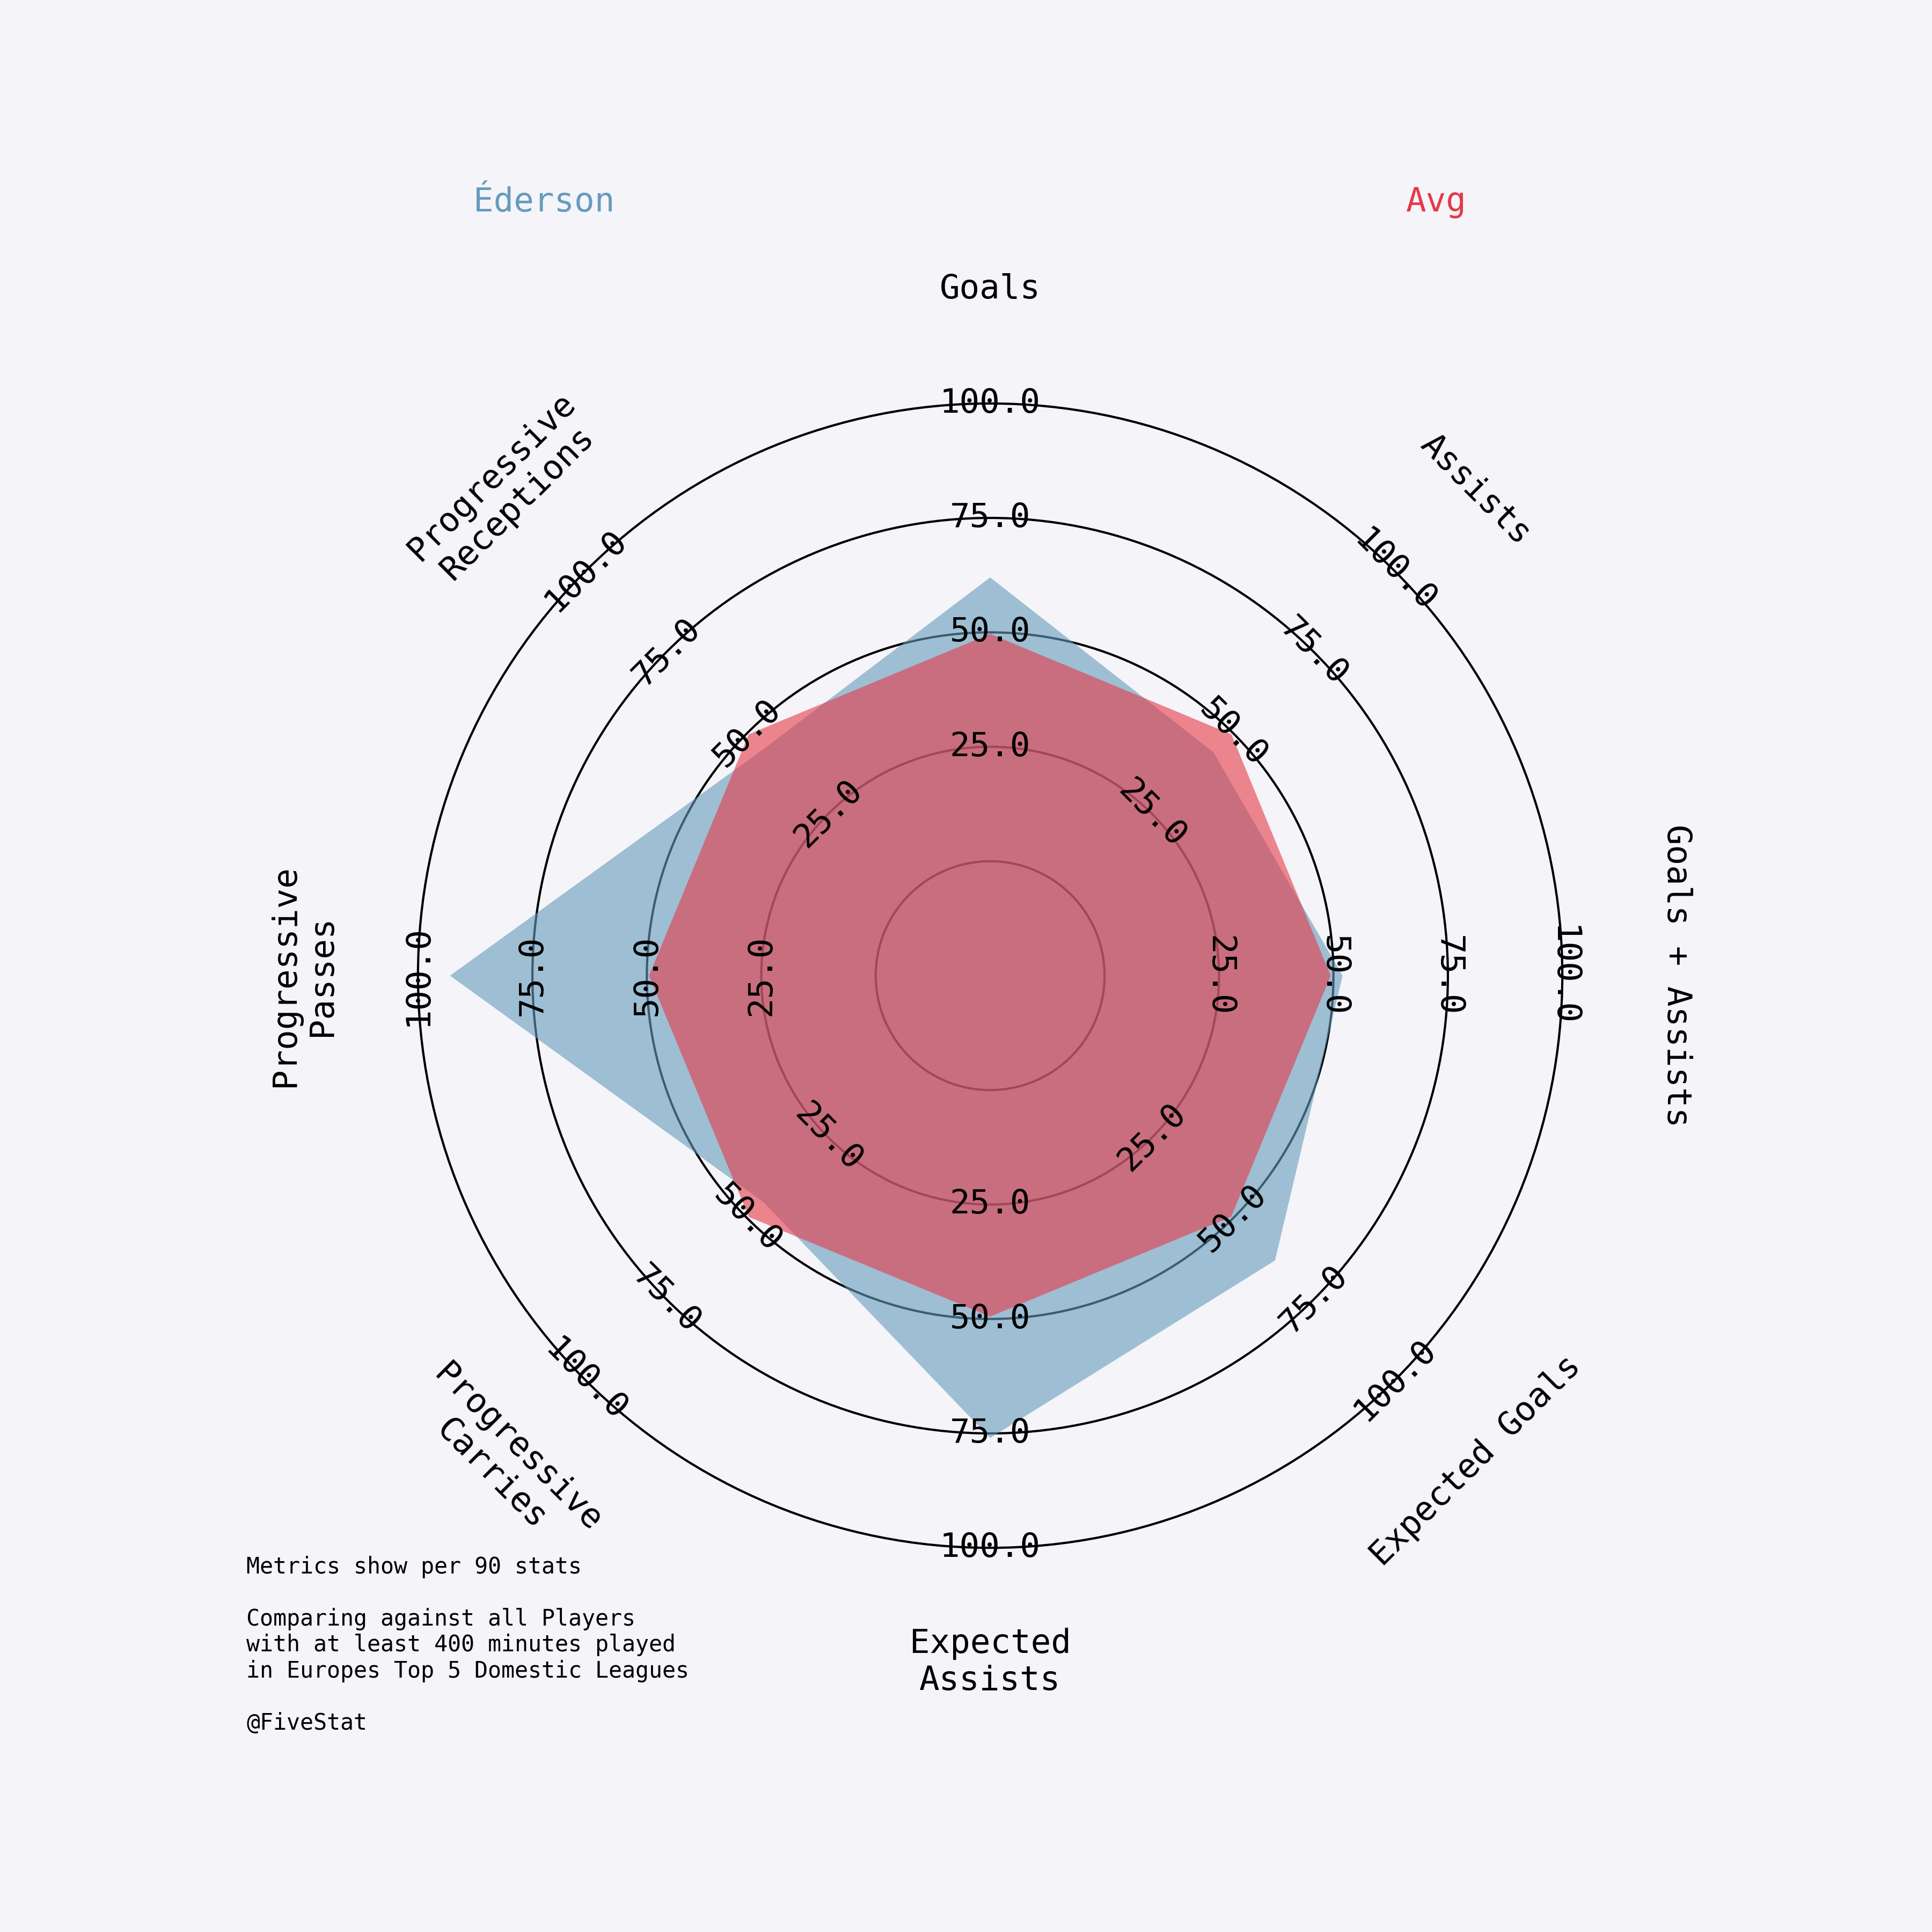 Éderson
Avg
Goals
Assists
Goals + Assists
Expected Goals
Expected
Assists
Progressive
Carries
Progressive
Passes
Progressive
Receptions
100.0
75.0
50.0
25.0
100.0
75.0
50.0
25.0
100.0
75.0
50.0
25.0
100.0
75.0
50.0
25.0
25.0
50.0
75.0
100.0
25.0
50.0
75.0
100.0
100.0
75.0
50.0
25.0
100.0
75.0
50.0
25.0
Metrics show per 90 stats
Comparing against all Players
with at least 400 minutes played
in Europes Top 5 Domestic Leagues
@FiveStat